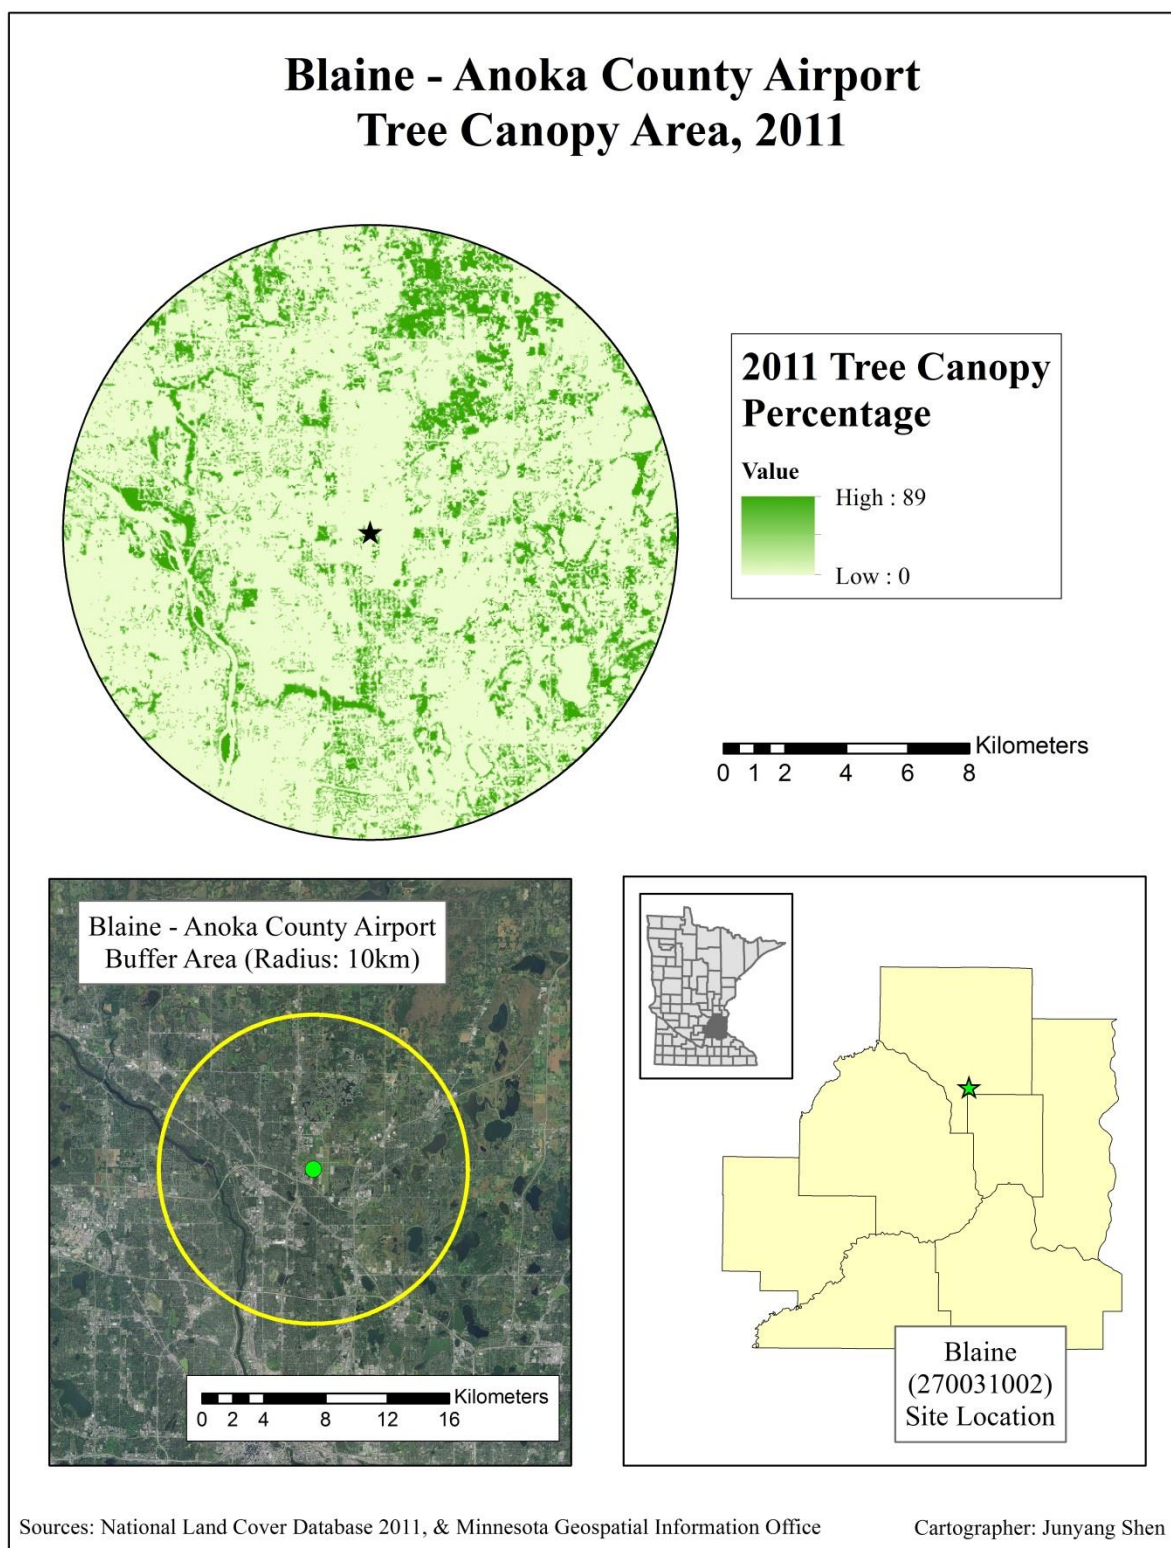 Blaine - Anoka County Airport
Tree Canopy Area, 2011
2011 Tree Canopy
Percentage
Value
High : 89
Low : 0
Kilometers
0 1 2 4 6 8
Blaine - Anoka County Airport
Buffer Area (Radius: 10km)
Kilometers
0 2 4 8 12 16
Blaine
(270031002)
Site Location
Sources: National Land Cover Database 2011, & Minnesota Geospatial Information Office
Cartographer: Junyang Shen